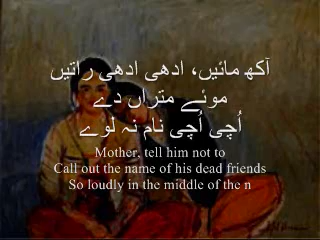 آکھ مائیں، ادھی ادھی راتیں
موئے متراں دے
اُچی اُچی نام نہ لوے
Mother, tell him not to
Call out the name of his dead friends
So loudly in the middle of the n